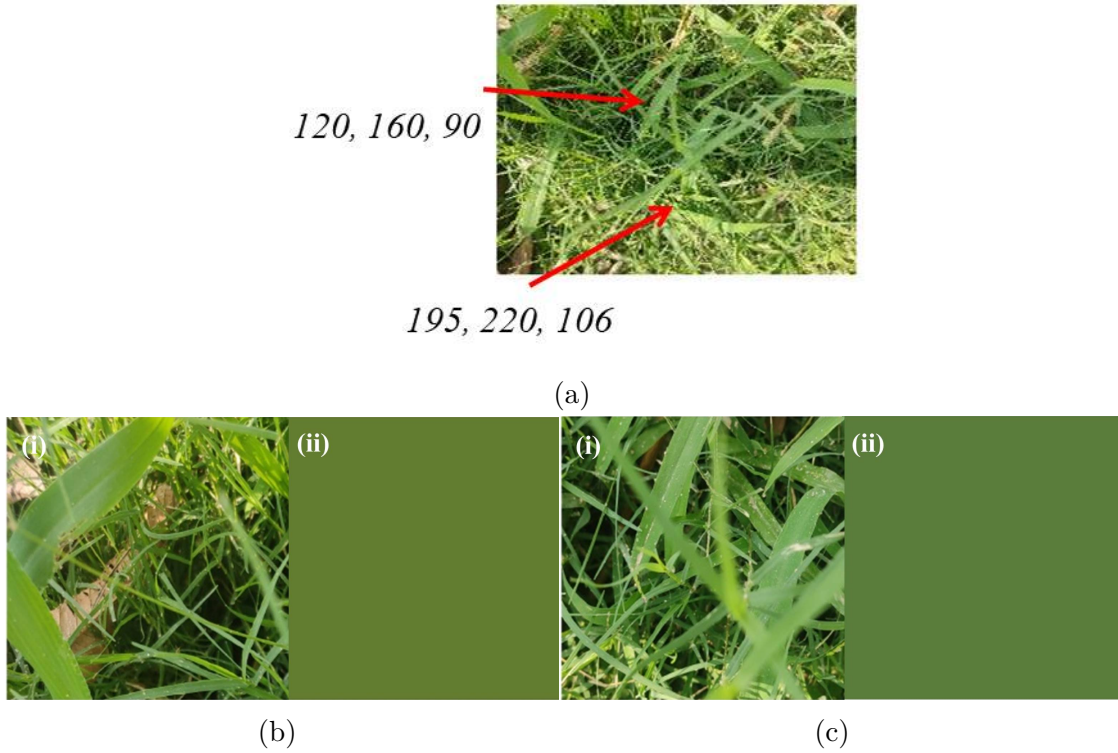 120, 160, 90
195, 220, 106
(a)
(i)
(ii)
(i)
(ii)
(b)
(c)